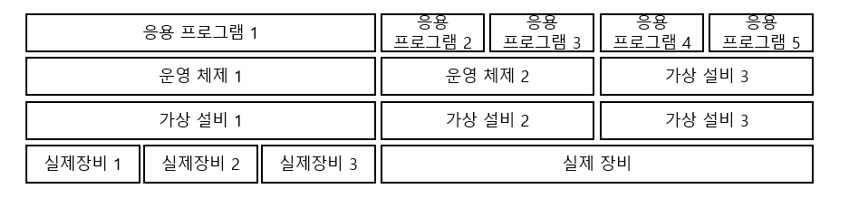 응용 프로그램 1
응용
프로그램 2
응용
프로그램 3
응용
프로그램 4
응용
프로그램 5
운영 체제 1
운영 체제 2
가상 설비 3
가상 설비 1
가상 설비 2
가상 설비 3
실제장비 1
실제장비 2
실제장비 3
실제 장비